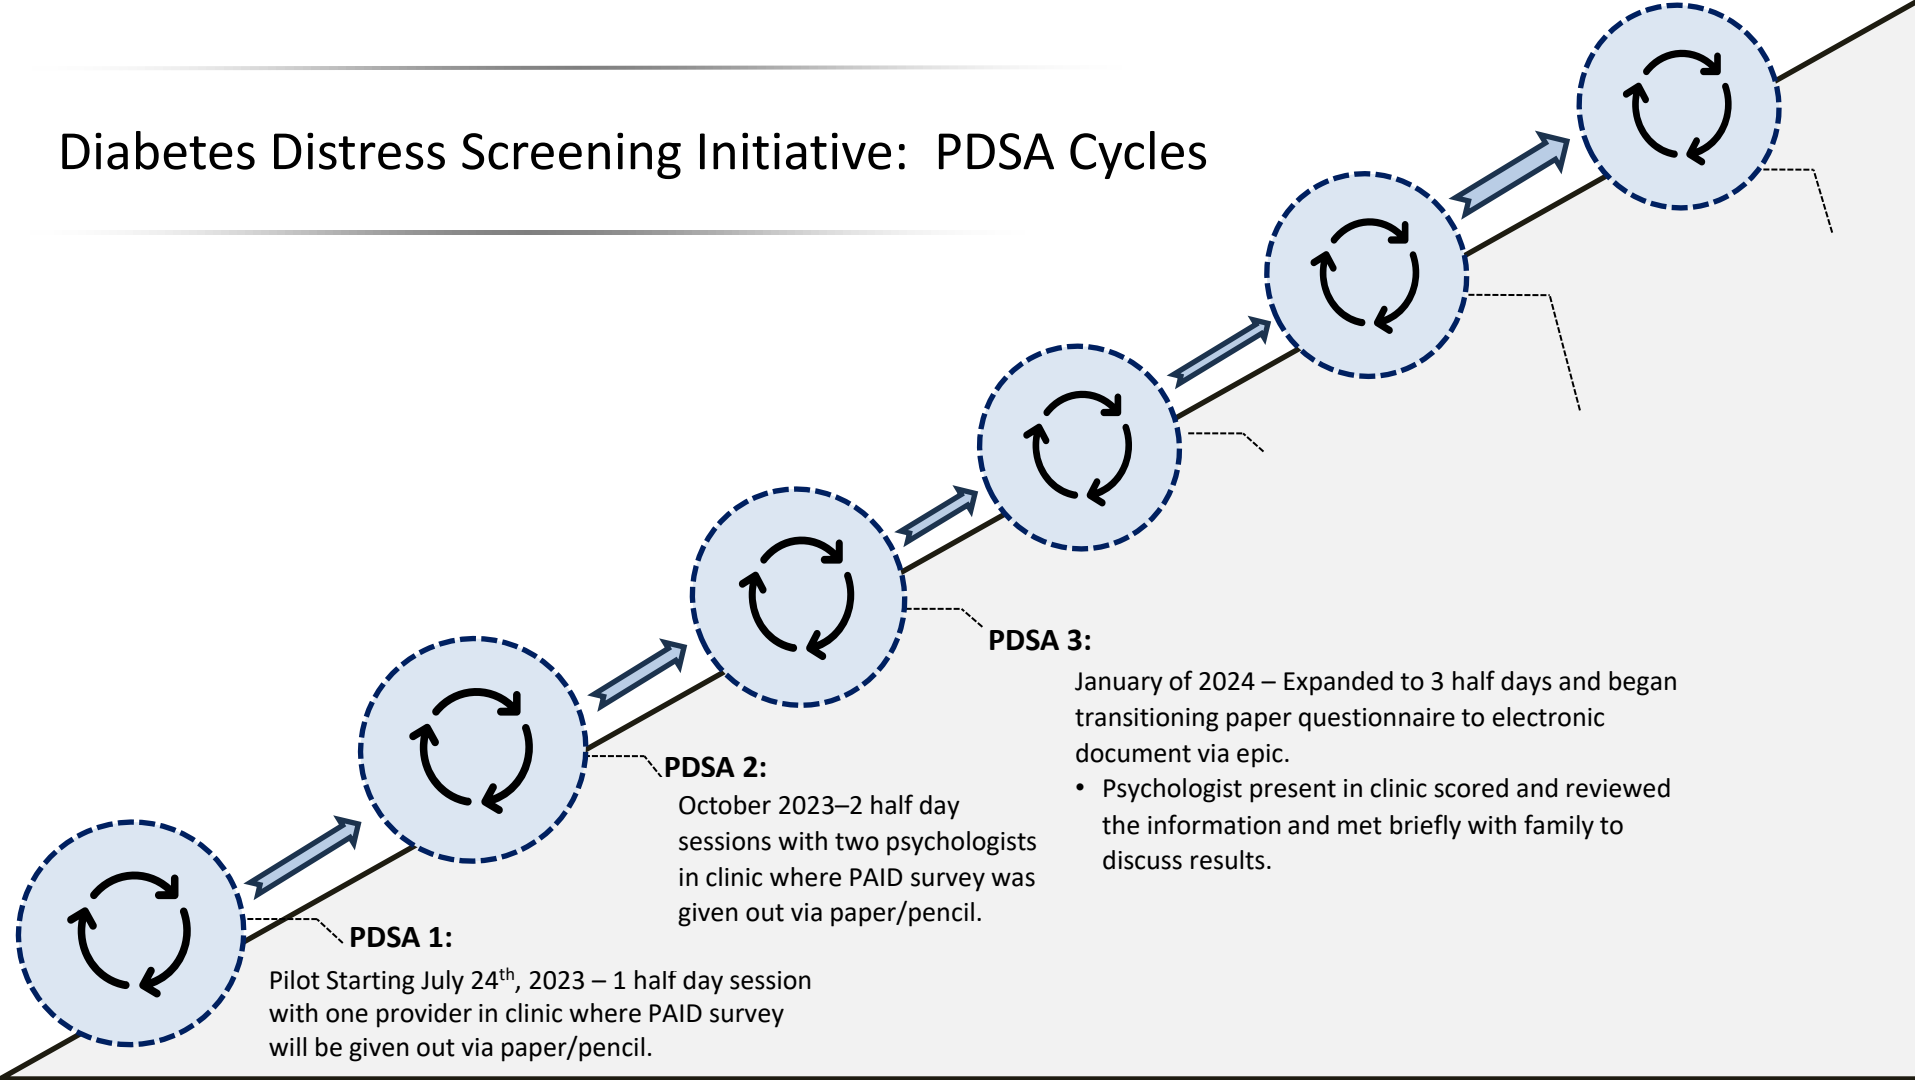 Diabetes Distress Screening Initiative:  PDSA Cycles
PDSA 3:
January of 2024 – Expanded to 3 half days and began
transitioning paper questionnaire to electronic
document via epic.
• Psychologist present in clinic scored and reviewed
the information and met briefly with family to
discuss results.
PDSA 2:
October 2023–2 half day
sessions with two psychologists
in clinic where PAID survey was
given out via paper/pencil.
PDSA 1:
Pilot Starting July 24th, 2023 – 1 half day session
with one provider in clinic where PAID survey
will be given out via paper/pencil.